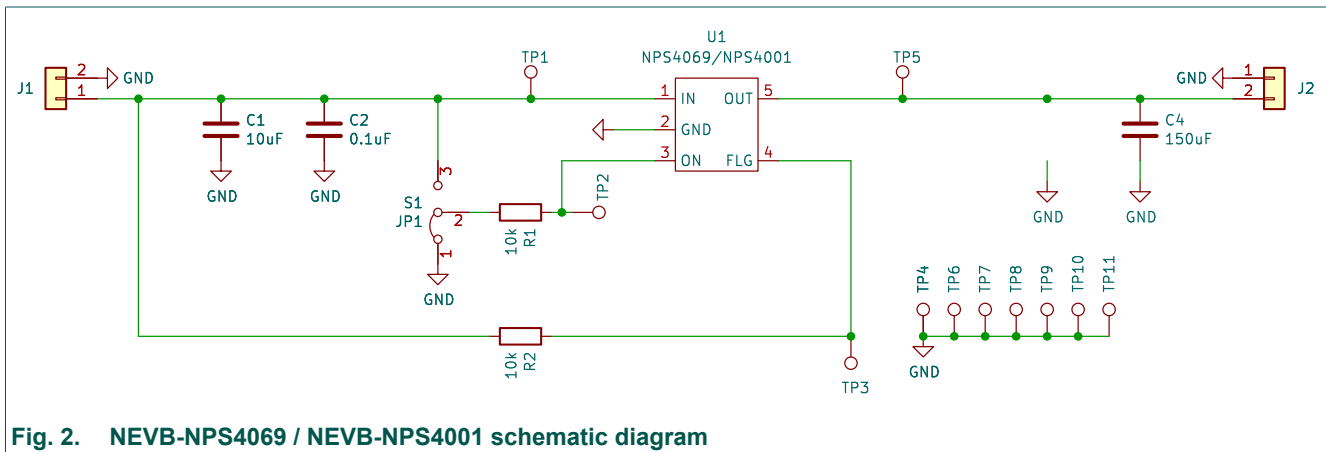 U1
NPS4069/NPS4001
TP1
TP5
J1
2
1
GND
C1
10uF
C2
0.1uF
GND
GND
1
IN
OUT
5
2
GND
3
ON
FLG
4
GND
1
2
J2
C4
150uF
GND
GND
3
S1
JP1
2
1
GND
10k
R1
TP2
10k
R2
TP3
TP4
TP6
TP7
TP8
TP9
TP10
TP11
GND
Fig. 2. NEVB-NPS4069 / NEVB-NPS4001 schematic diagram